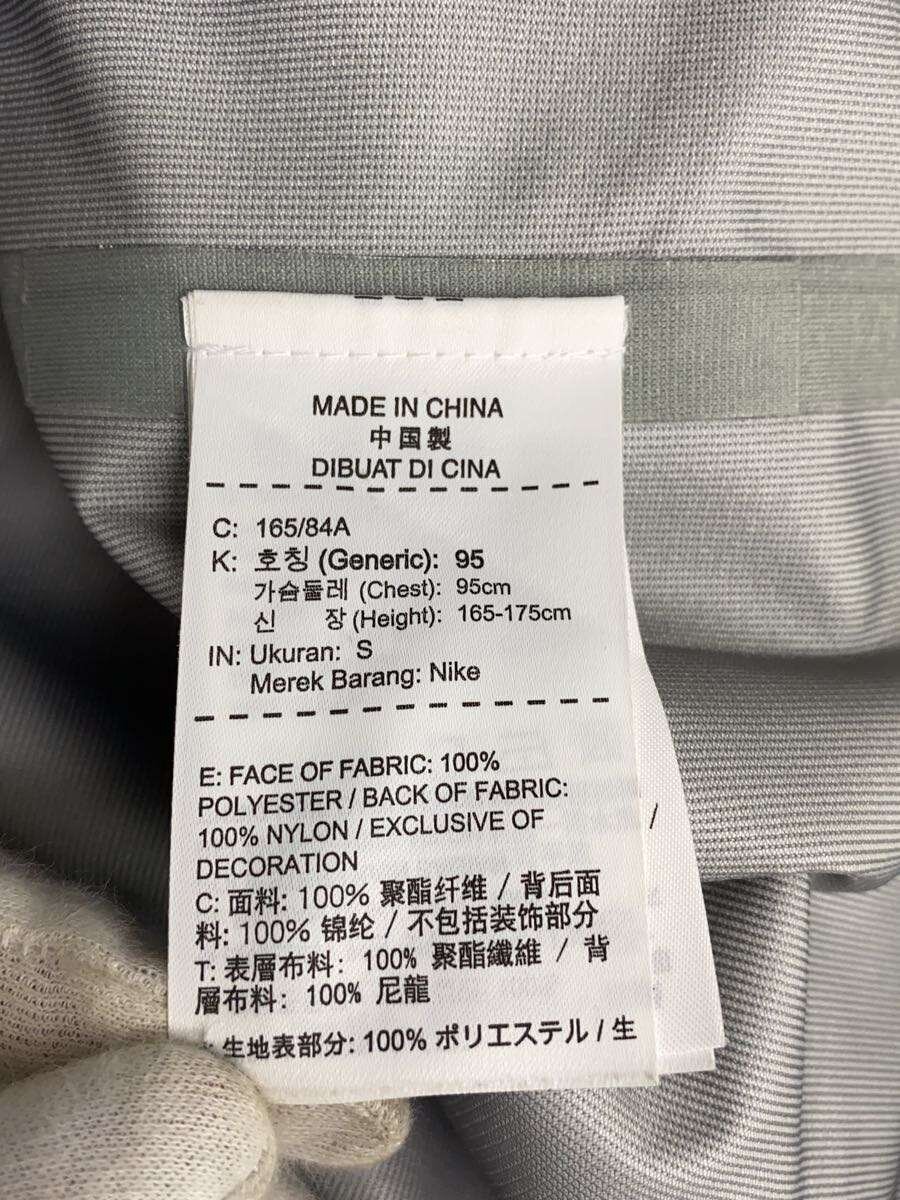 MADE IN CHINA
中国製
DIBUAT DI CINA
C: 165/84A
K: 호칭 (Generic): 95
가슴둘레 (Chest): 95cm
신 장 (Height): 165-175cm
IN: Ukuran: S
Merek Barang: Nike
E: FACE OF FABRIC: 100%
POLYESTER / BACK OF FABRIC:
100% NYLON / EXCLUSIVE OF
DECORATION
C: 面料: 100% 聚酯纤维 / 背后面
料: 100% 锦纶 / 不包括装饰部分
T: 表層布料: 100% 聚酯纖維 / 背
層布料: 100% 尼龍
生地表部分: 100% ポリエステル / 生